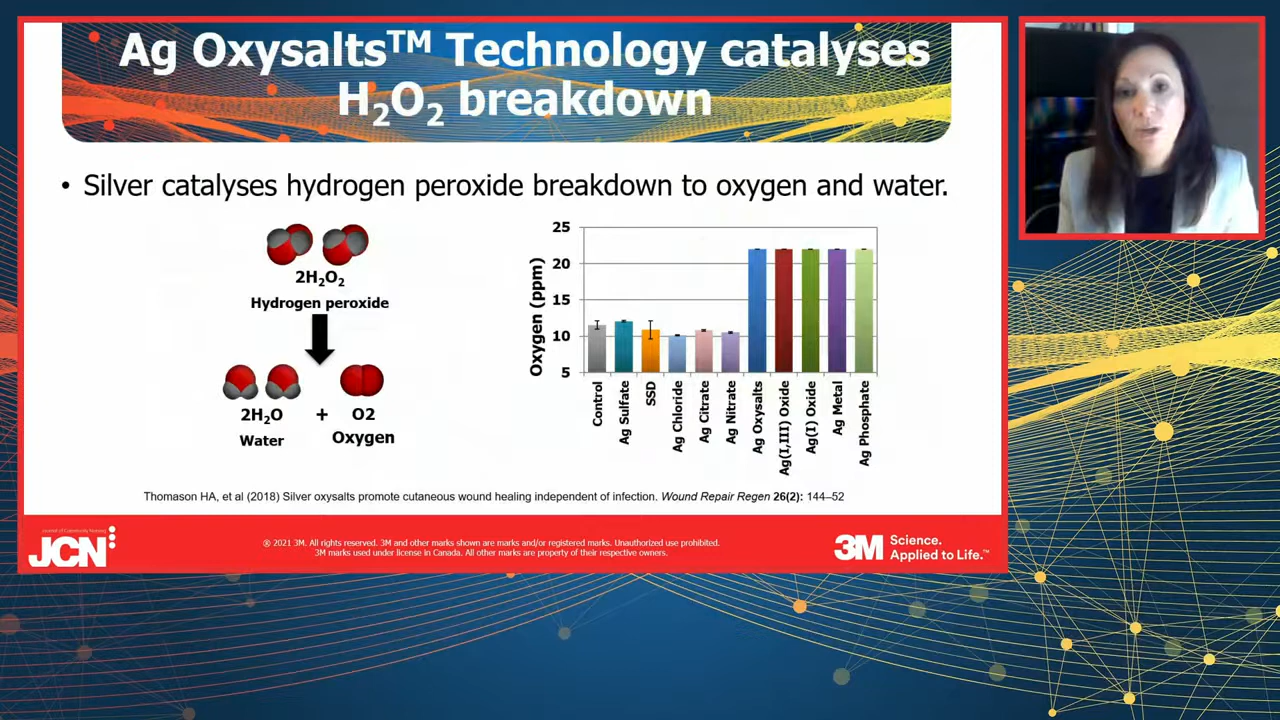 Ag Oxysalts™ Technology catalyses
H₂O₂ breakdown
• Silver catalyses hydrogen peroxide breakdown to oxygen and water.
2H₂O₂
Hydrogen peroxide
2H₂O + O2
Water Oxygen
Oxygen (ppm)
25
20
15
10
5
Control
Ag Sulfate
SSD
Ag Chloride
Ag Citrate
Ag Nitrate
Ag Oxysalts
Ag(I,III) Oxide
Ag(I) Oxide
Ag Metal
Ag Phosphate
Thomason HA, et al (2018) Silver oxysalts promote cutaneous wound healing independent of infection. Wound Repair Regen 26(2): 144–52
Journal of Community Nursing
JCN
® 2021 3M. All rights reserved. 3M and other marks shown are marks and/or registered marks. Unauthorized use prohibited.
3M marks used under license in Canada. All other marks are property of their respective owners.
3M Science.
Applied to Life.™